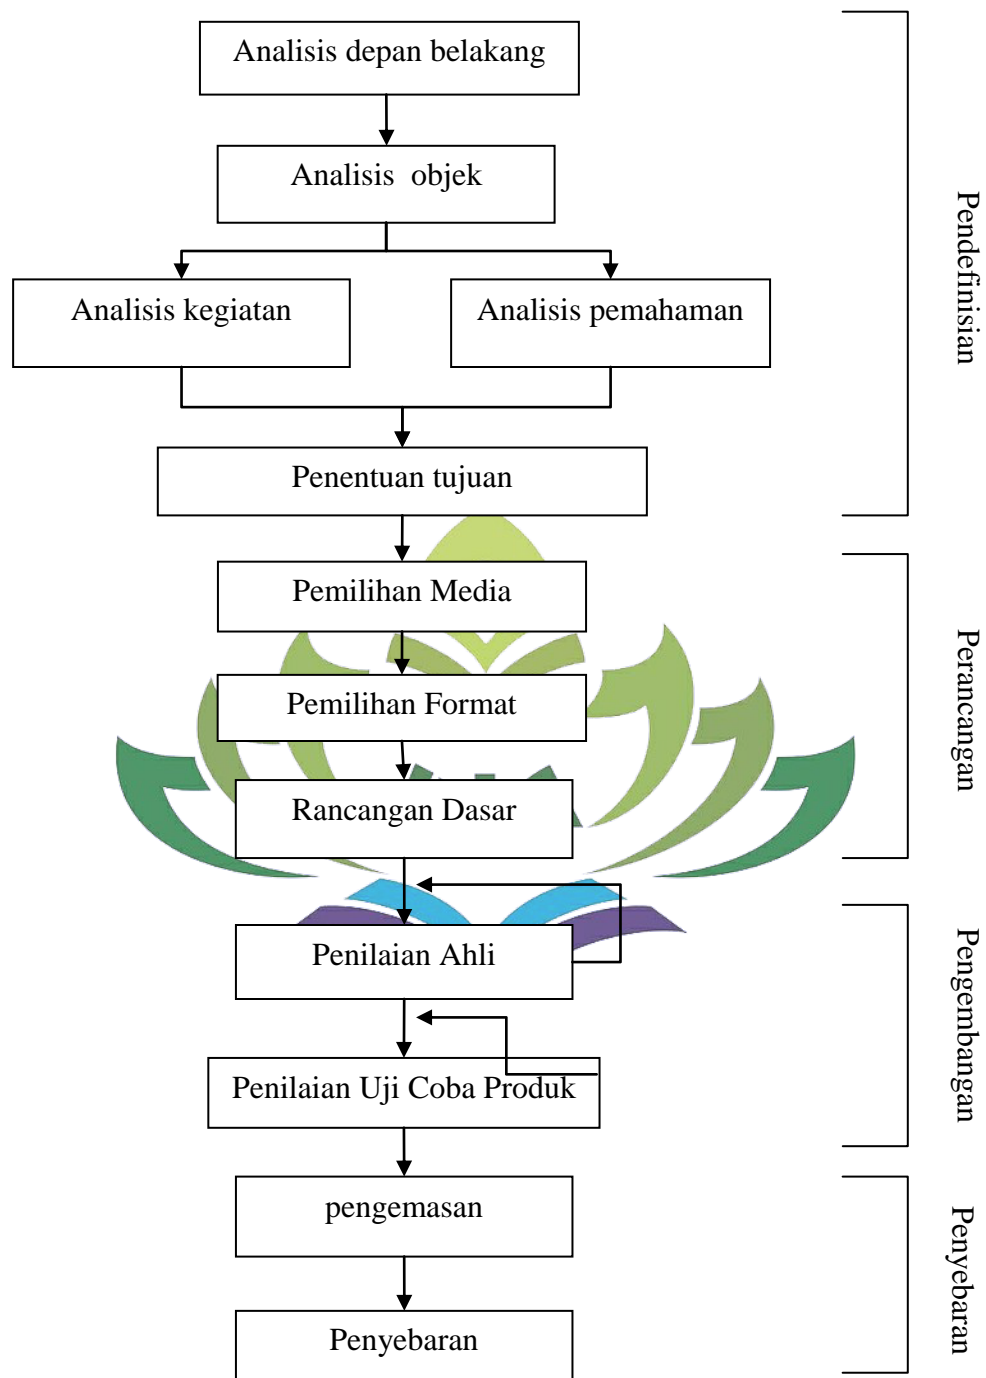 Analisis depan belakang
Analisis objek
Analisis kegiatan
Analisis pemahaman
Penentuan tujuan
Pendefinisian
Pemilihan Media
Pemilihan Format
Rancangan Dasar
Perancangan
Penilaian Ahli
Penilaian Uji Coba Produk
Pengembangan
pengemasan
Penyebaran
Penyebaran